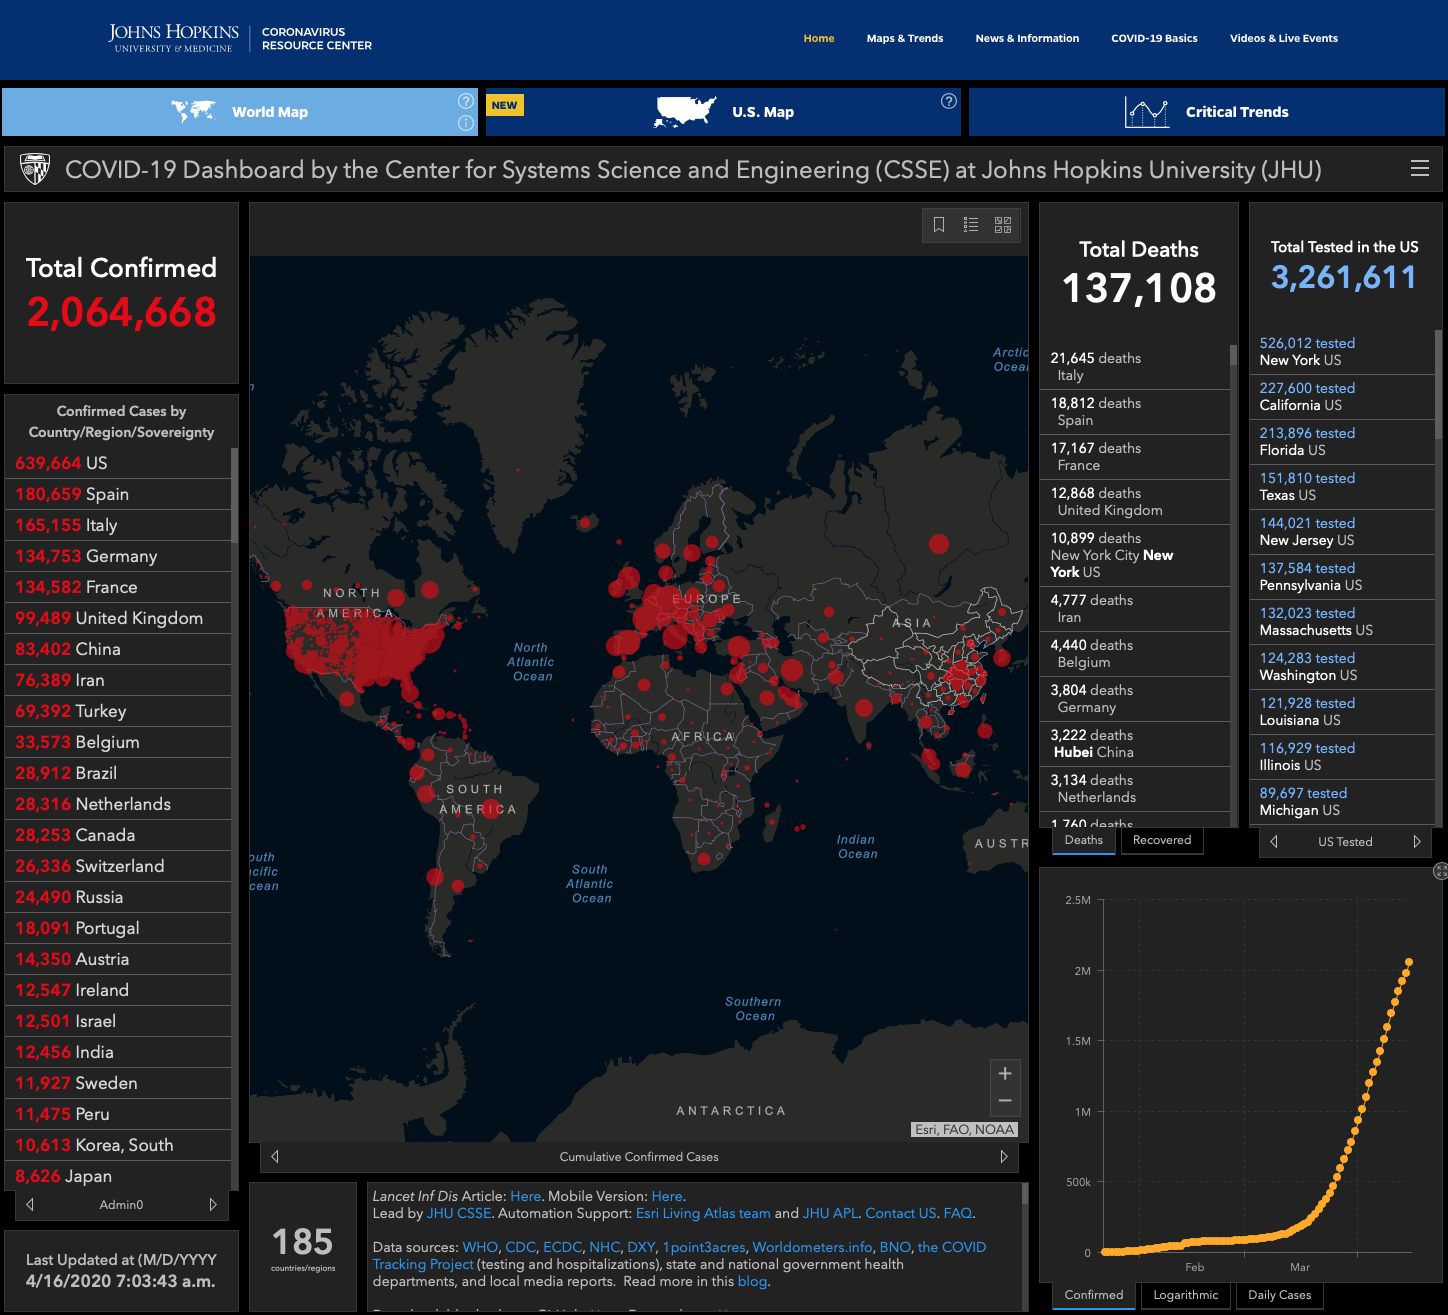 JOHNS HOPKINS
UNIVERSITY & MEDICINE
CORONAVIRUS
RESOURCE CENTER
Home
Maps & Trends
News & Information
COVID-19 Basics
Videos & Live Events
World Map
NEW
U.S. Map
Critical Trends
COVID-19 Dashboard by the Center for Systems Science and Engineering (CSSE) at Johns Hopkins University (JHU)
Total Confirmed
2,064,668
Confirmed Cases by
Country/Region/Sovereignty
639,664 US
180,659 Spain
165,155 Italy
134,753 Germany
134,582 France
99,489 United Kingdom
83,402 China
76,389 Iran
69,392 Turkey
33,573 Belgium
28,912 Brazil
28,316 Netherlands
28,253 Canada
26,336 Switzerland
24,490 Russia
18,091 Portugal
14,350 Austria
12,547 Ireland
12,501 Israel
12,456 India
11,927 Sweden
11,475 Peru
10,613 Korea, South
8,626 Japan
Admin0
Last Updated at (M/D/YYYY
4/16/2020 7:03:43 a.m.
Arctic
Ocean
NORTH
AMERICA
EUROPE
ASIA
North
Atlantic
Ocean
AFRICA
SOUTH
AMERICA
Indian
Ocean
AUSTR
outh
cific
cean
South
Atlantic
Ocean
Southern
Ocean
ANTARCTICA
Esri, FAO, NOAA
Cumulative Confirmed Cases
185
countries/regions
Lancet Inf Dis Article: Here. Mobile Version: Here.
Lead by JHU CSSE. Automation Support: Esri Living Atlas team and JHU APL. Contact US. FAQ.
Data sources: WHO, CDC, ECDC, NHC, DXY, 1point3acres, Worldometers.info, BNO, the COVID
Tracking Project (testing and hospitalizations), state and national government health
departments, and local media reports. Read more in this blog.
Total Deaths
137,108
21,645 deaths
Italy
18,812 deaths
Spain
17,167 deaths
France
12,868 deaths
United Kingdom
10,899 deaths
New York City New
York US
4,777 deaths
Iran
4,440 deaths
Belgium
3,804 deaths
Germany
3,222 deaths
Hubei China
3,134 deaths
Netherlands
1,760 deaths
Deaths
Recovered
Total Tested in the US
3,261,611
526,012 tested
New York US
227,600 tested
California US
213,896 tested
Florida US
151,810 tested
Texas US
144,021 tested
New Jersey US
137,584 tested
Pennsylvania US
132,023 tested
Massachusetts US
124,283 tested
Washington US
121,928 tested
Louisiana US
116,929 tested
Illinois US
89,697 tested
Michigan US
US Tested
2.5M
2M
1.5M
1M
500k
0
Feb
Mar
Confirmed
Logarithmic
Daily Cases